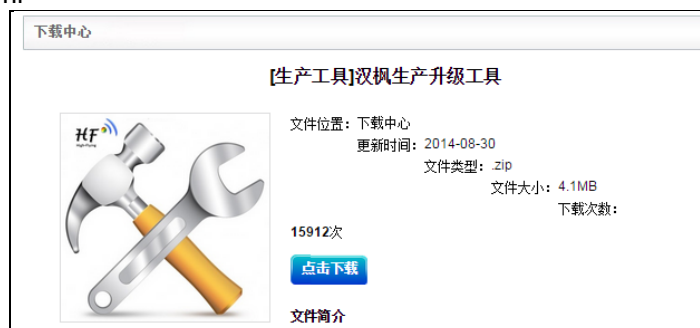 下载中心
[生产工具]汉枫生产升级工具
HF
High-Flying
文件位置：下载中心
更新时间：2014-08-30
文件类型：.zip
文件大小：4.1MB
下载次数：
15912次
点击下载
文件简介